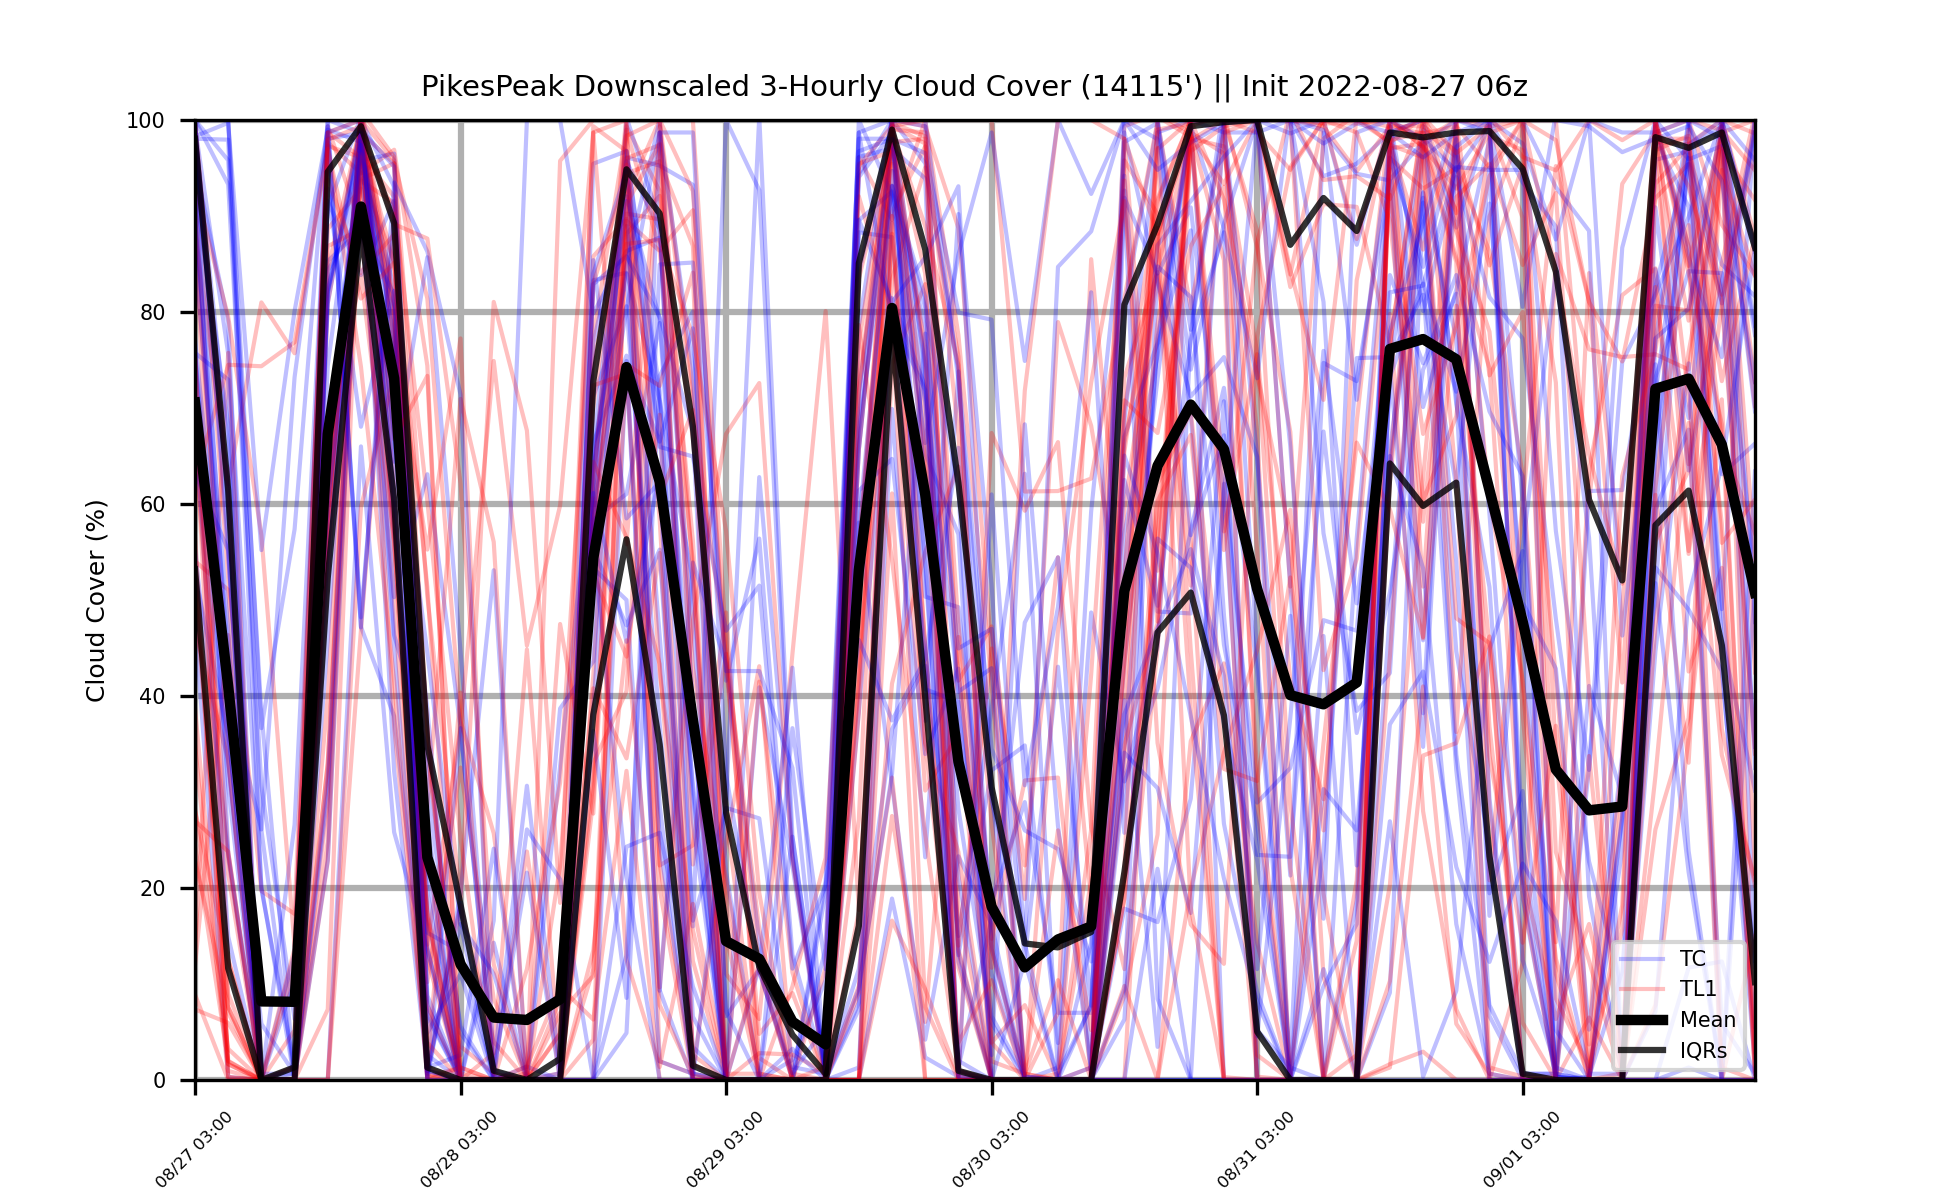 PikesPeak Downscaled 3-Hourly Cloud Cover (14115') || Init 2022-08-27 06z
Cloud Cover (%)
100
80
60
40
20
0
TC
TL1
Mean
IQRs
08/27 03:00
08/28 03:00
08/29 03:00
08/30 03:00
08/31 03:00
09/01 03:00